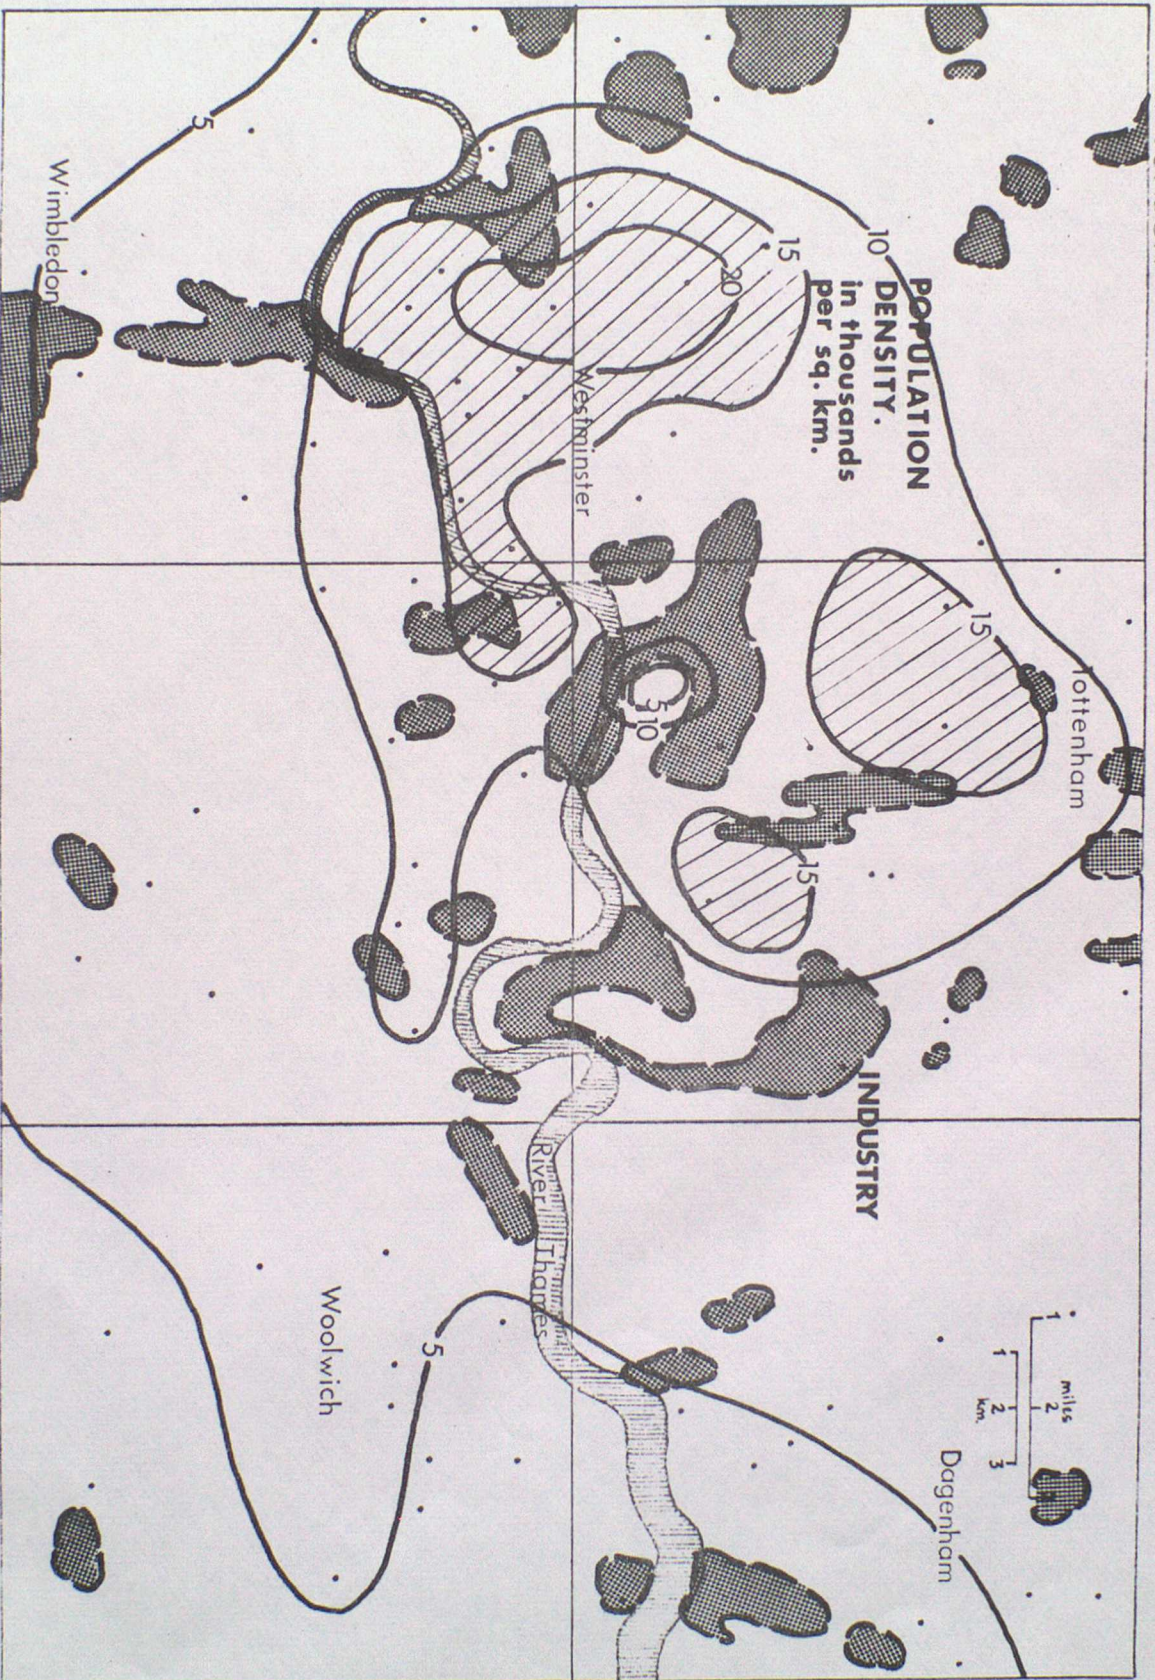 POPULATION
DENSITY.
in thousands
per sq. km.
10
15
20
15
Tottenham
15
5
10
Westminster
5
Wimbledon
INDUSTRY
River Thames
Woolwich
5
Dagenham
miles
1 2
1 2 3
km.